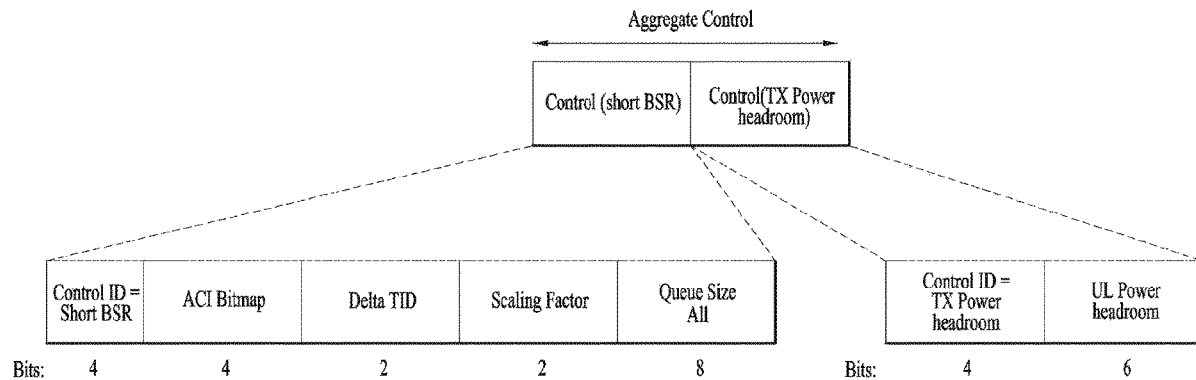 Aggregate Control
Control (short BSR)
Control(TX Power
headroom)
Control ID =
Short BSR
ACI Bitmap
Delta TID
Scaling Factor
Queue Size
All
Control ID =
TX Power
headroom
UL Power
headroom
Bits: 4 4 2 2 8
Bits: 4 6